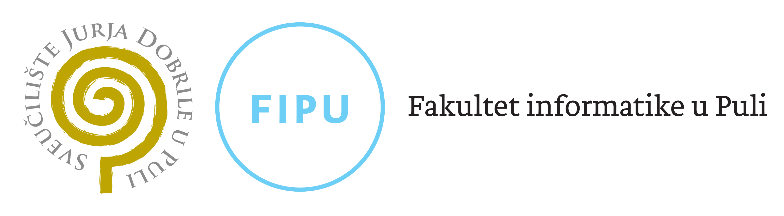 SVEUČILIŠTE JURJA DOBRILE U PULI
FIPU
Fakultet informatike u Puli